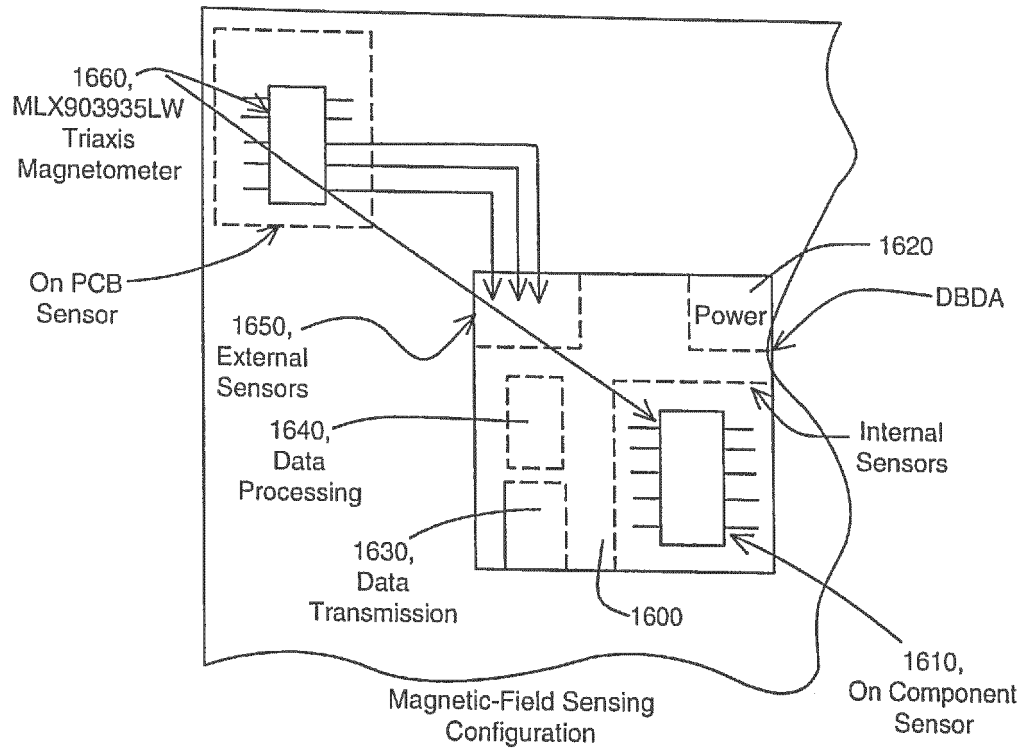 1660,
MLX903935LW
Triaxis
Magnetometer
On PCB
Sensor
1650,
External
Sensors
1640,
Data
Processing
1630,
Data
Transmission
Power
1620
DBDA
Internal
Sensors
1600
1610,
On Component
Sensor
Magnetic-Field Sensing
Configuration